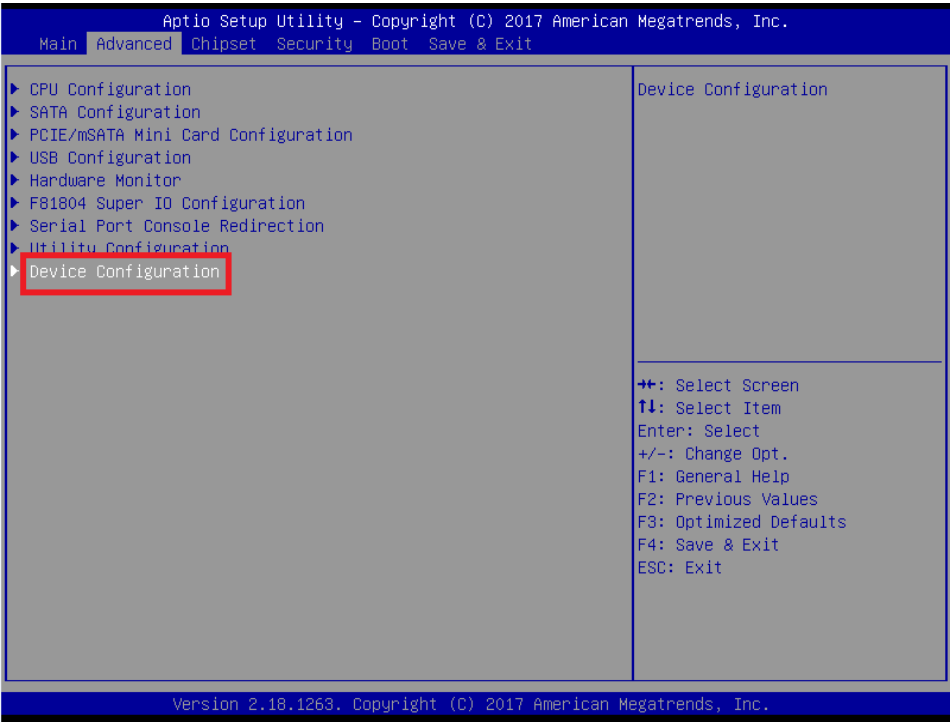 Aptio Setup Utility – Copyright (C) 2017 American Megatrends, Inc.
Main Advanced Chipset Security Boot Save & Exit
CPU Configuration
SATA Configuration
PCIE/mSATA Mini Card Configuration
USB Configuration
Hardware Monitor
F81804 Super IO Configuration
Serial Port Console Redirection
Utility Configuration
Device Configuration
Device Configuration
→←: Select Screen
↑↓: Select Item
Enter: Select
+/-: Change Opt.
F1: General Help
F2: Previous Values
F3: Optimized Defaults
F4: Save & Exit
ESC: Exit
Version 2.18.1263. Copyright (C) 2017 American Megatrends, Inc.